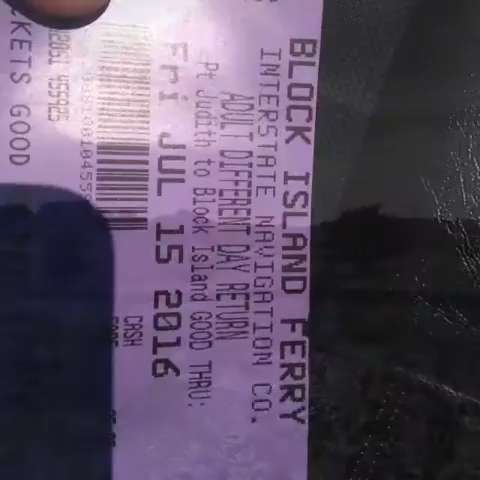 BLOCK ISLAND FERRY
INTERSTATE NAVIGATION CO.
ADULT DIFFERENT DAY RETURN
Pt Judith to Block Island GOOD THRU:
Fri JUL 15 2016
CASH
KETS GOOD